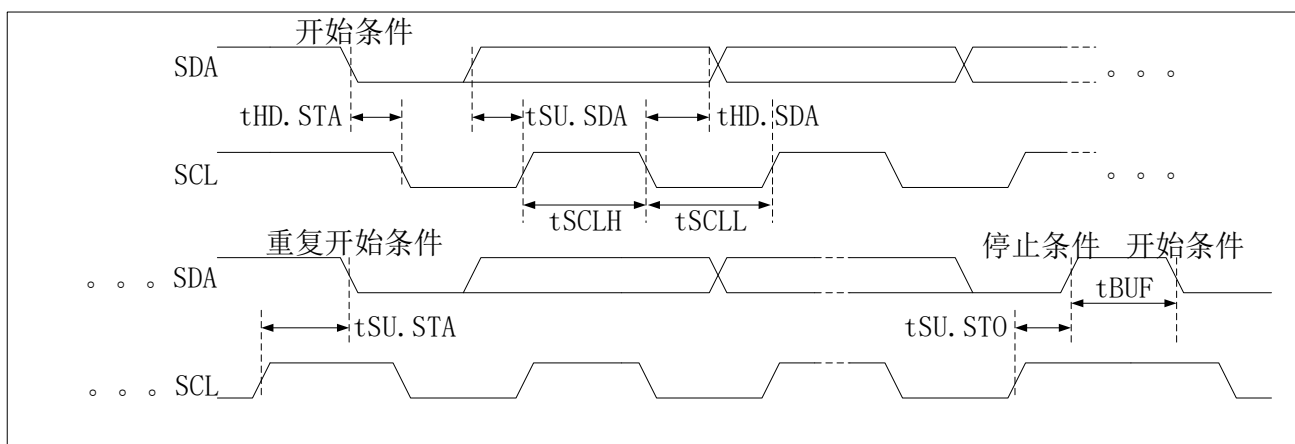 开始条件
SDA
。。。
tHD.STA
tSU.SDA
tHD.SDA
SCL
。。。
tSCLH
tSCLL
重复开始条件
停止条件
开始条件
。。。SDA
tBUF
tSU.STA
tSU.STO
。。。SCL